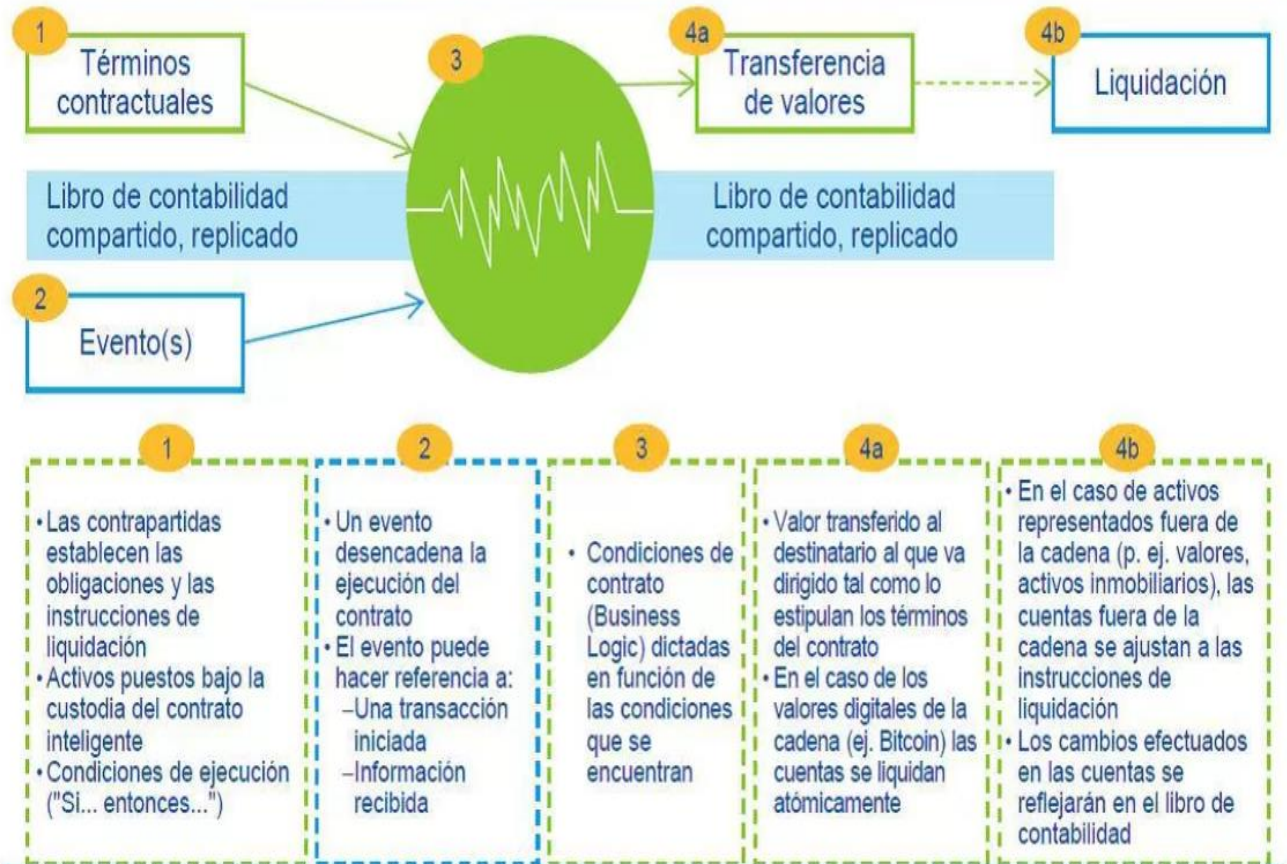 1
Términos
contractuales
3
4a
Transferencia
de valores
4b
Liquidación
Libro de contabilidad
compartido, replicado
Libro de contabilidad
compartido, replicado
2
Evento(s)
1
• Las contrapartidas
establecen las
obligaciones y las
instrucciones de
liquidación
• Activos puestos bajo la
custodia del contrato
inteligente
• Condiciones de ejecución
("Si... entonces...")
2
• Un evento
desencadena la
ejecución del
contrato
• El evento puede
hacer referencia a:
–Una transacción
iniciada
–Información
recibida
3
• Condiciones de
contrato
(Business
Logic) dictadas
en función de
las condiciones
que se
encuentran
4a
• Valor transferido al
destinatario al que va
dirigido tal como lo
estipulan los términos
del contrato
• En el caso de los
valores digitales de la
cadena (ej. Bitcoin) las
cuentas se liquidan
atómicamente
4b
• En el caso de activos
representados fuera de
la cadena (p. ej. valores,
activos inmobiliarios), las
cuentas fuera de la
cadena se ajustan a las
instrucciones de
liquidación
• Los cambios efectuados
en las cuentas se
reflejarán en el libro de
contabilidad